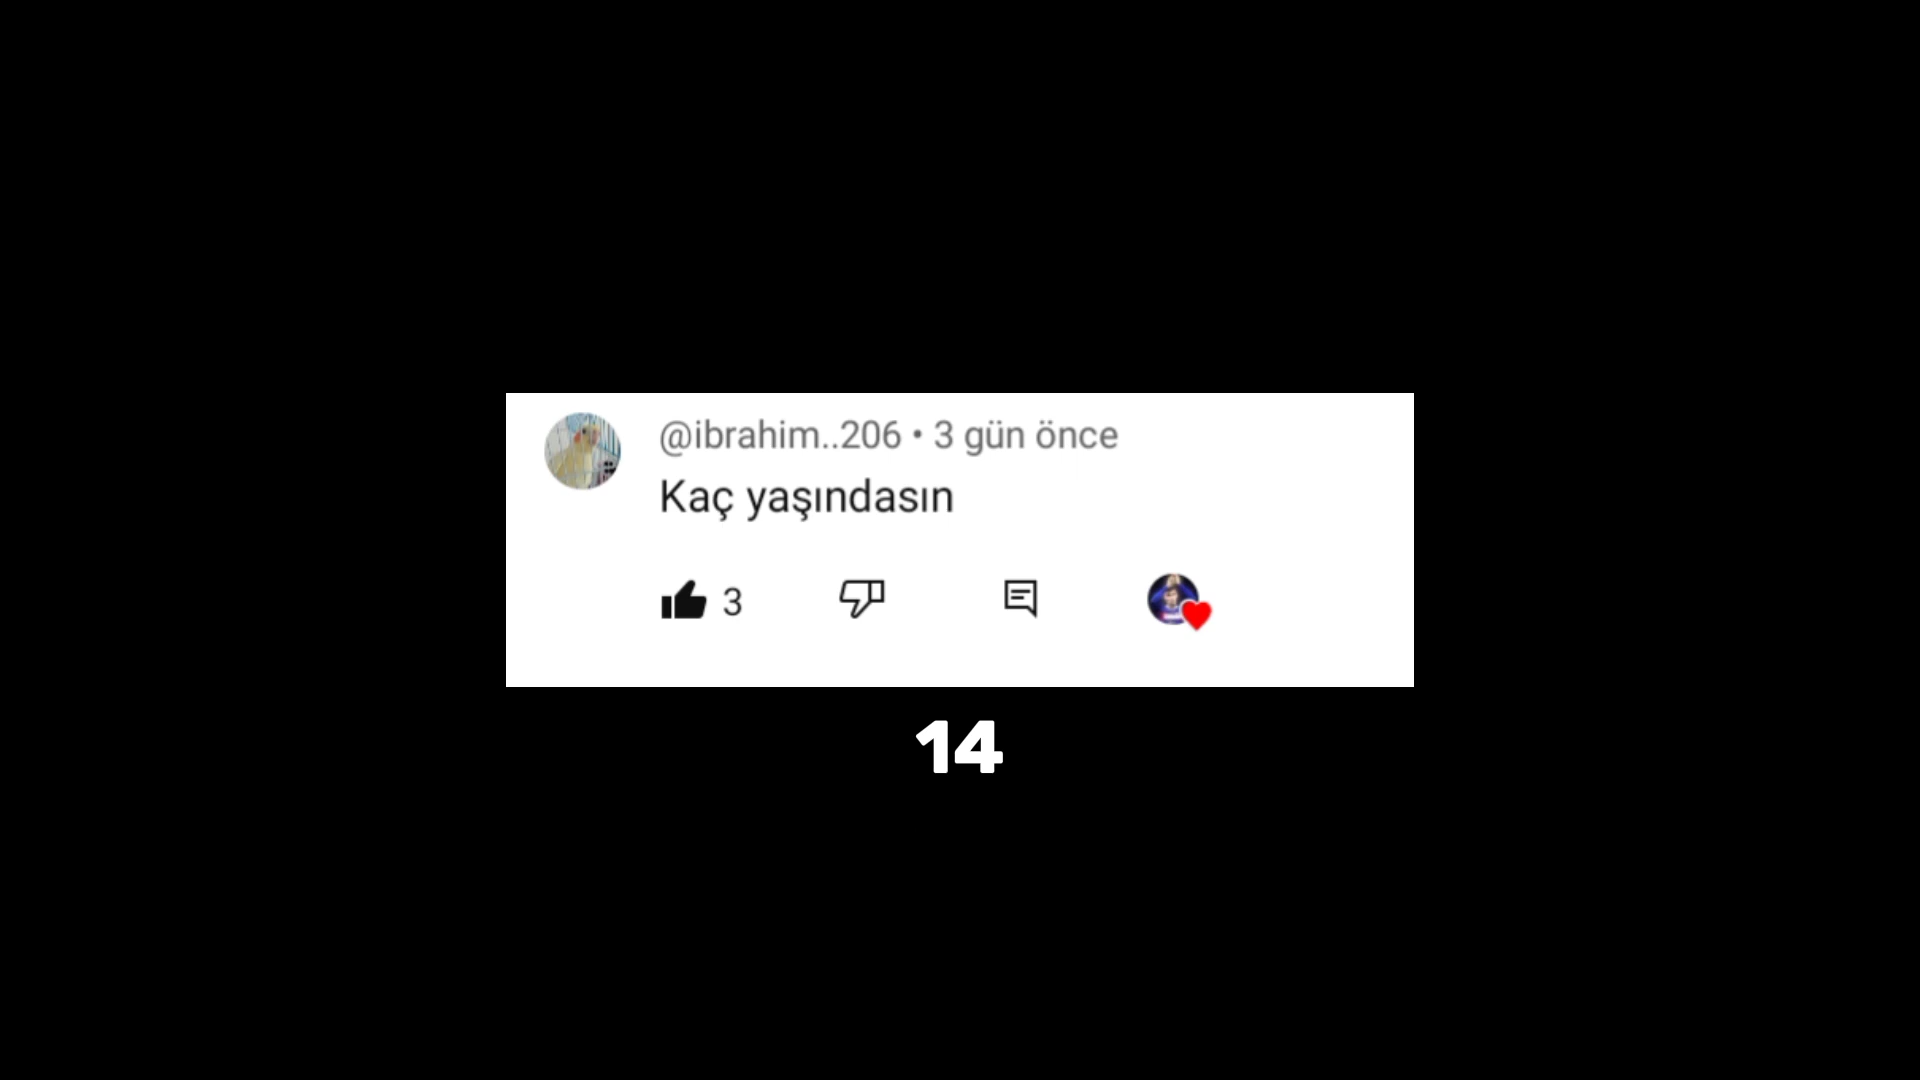 @ibrahim..206 • 3 gün önce
Kaç yaşındasın
3
14